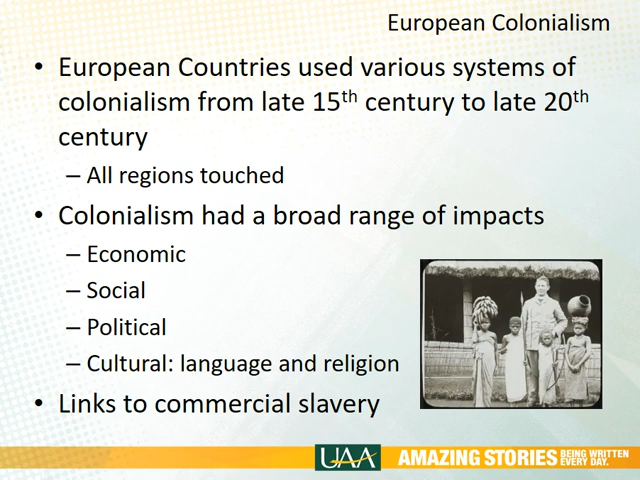 European Colonialism
• European Countries used various systems of
colonialism from late 15th century to late 20th
century
– All regions touched
• Colonialism had a broad range of impacts
– Economic
– Social
– Political
– Cultural: language and religion
• Links to commercial slavery
UAA AMAZING STORIES BEING WRITTEN
EVERY DAY.